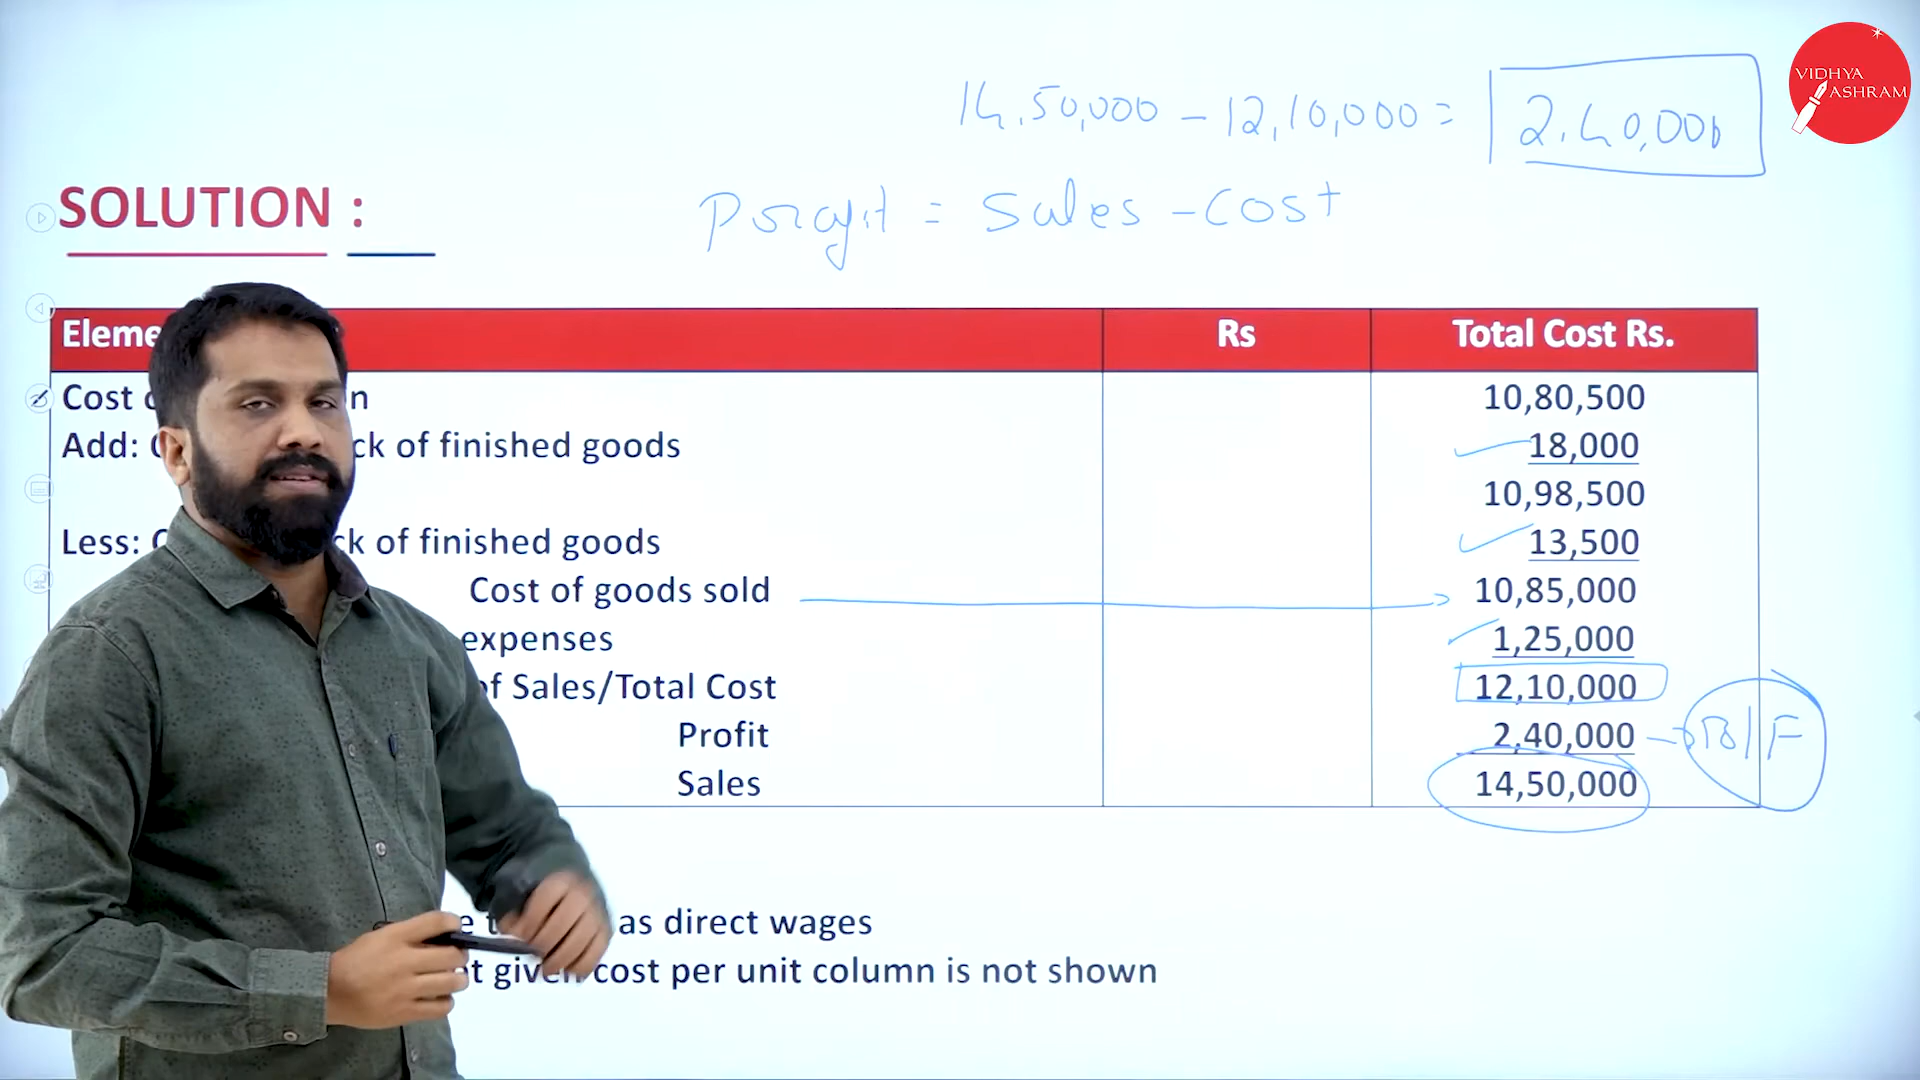 14,50,000 - 12,10,000 = 2,40,000
VIDHYA
ASHRAM
Profit = Sales - Cost
SOLUTION :
Rs Total Cost Rs.
Cost 10,80,500
Add: of finished goods 18,000
10,98,500
Less: of finished goods 13,500
Cost of goods sold 10,85,000
expenses 1,25,000
of Sales/Total Cost 12,10,000
Profit 2,40,000 B/F
Sales 14,50,000
as direct wages
given cost per unit column is not shown